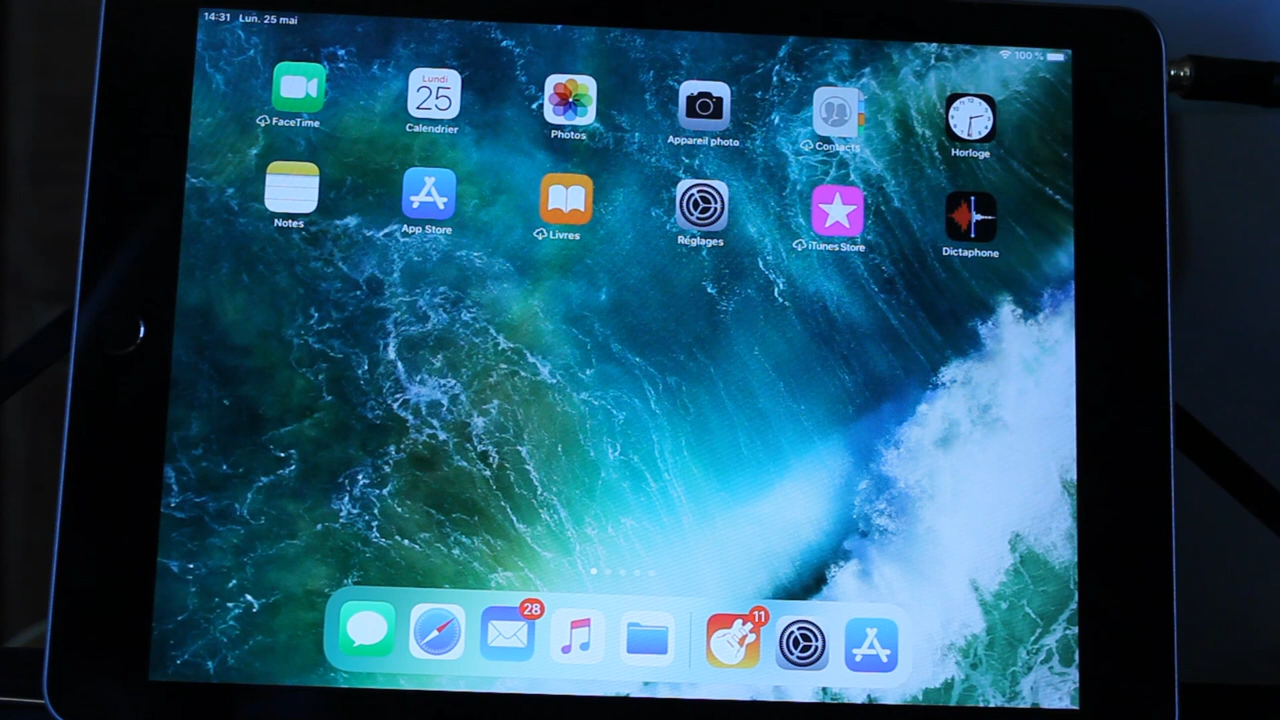 14:31 Lun. 25 mai
100 %
Lundi
25
FaceTime
Calendrier
Photos
Appareil photo
Contacts
Horloge
Notes
App Store
Livres
Réglages
iTunes Store
Dictaphone
28
11